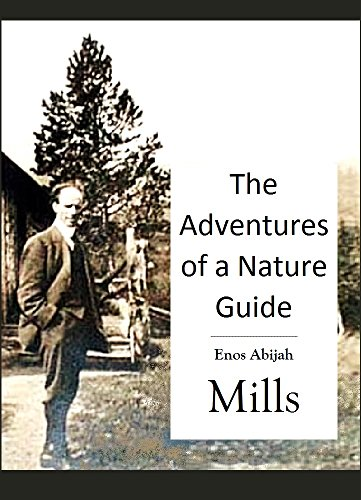 The
Adventures
of a Nature
Guide
Enos Abijah
Mills